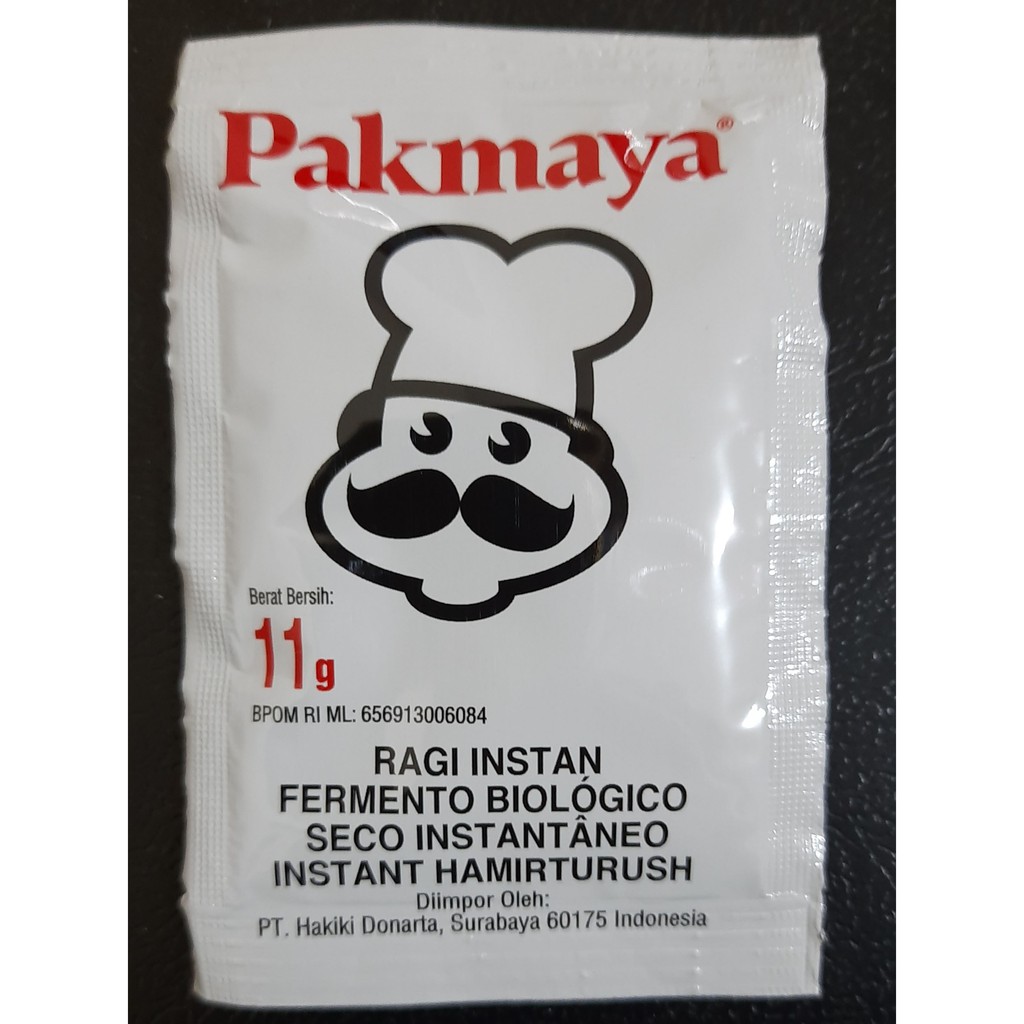 Pakmaya®
Berat Bersih:
11g
BPOM RI ML: 656913006084
RAGI INSTAN
FERMENTO BIOLÓGICO
SECO INSTANTÂNEO
INSTANT HAMIRTURUSH
Diimpor Oleh:
PT. Hakiki Donarta, Surabaya 60175 Indonesia